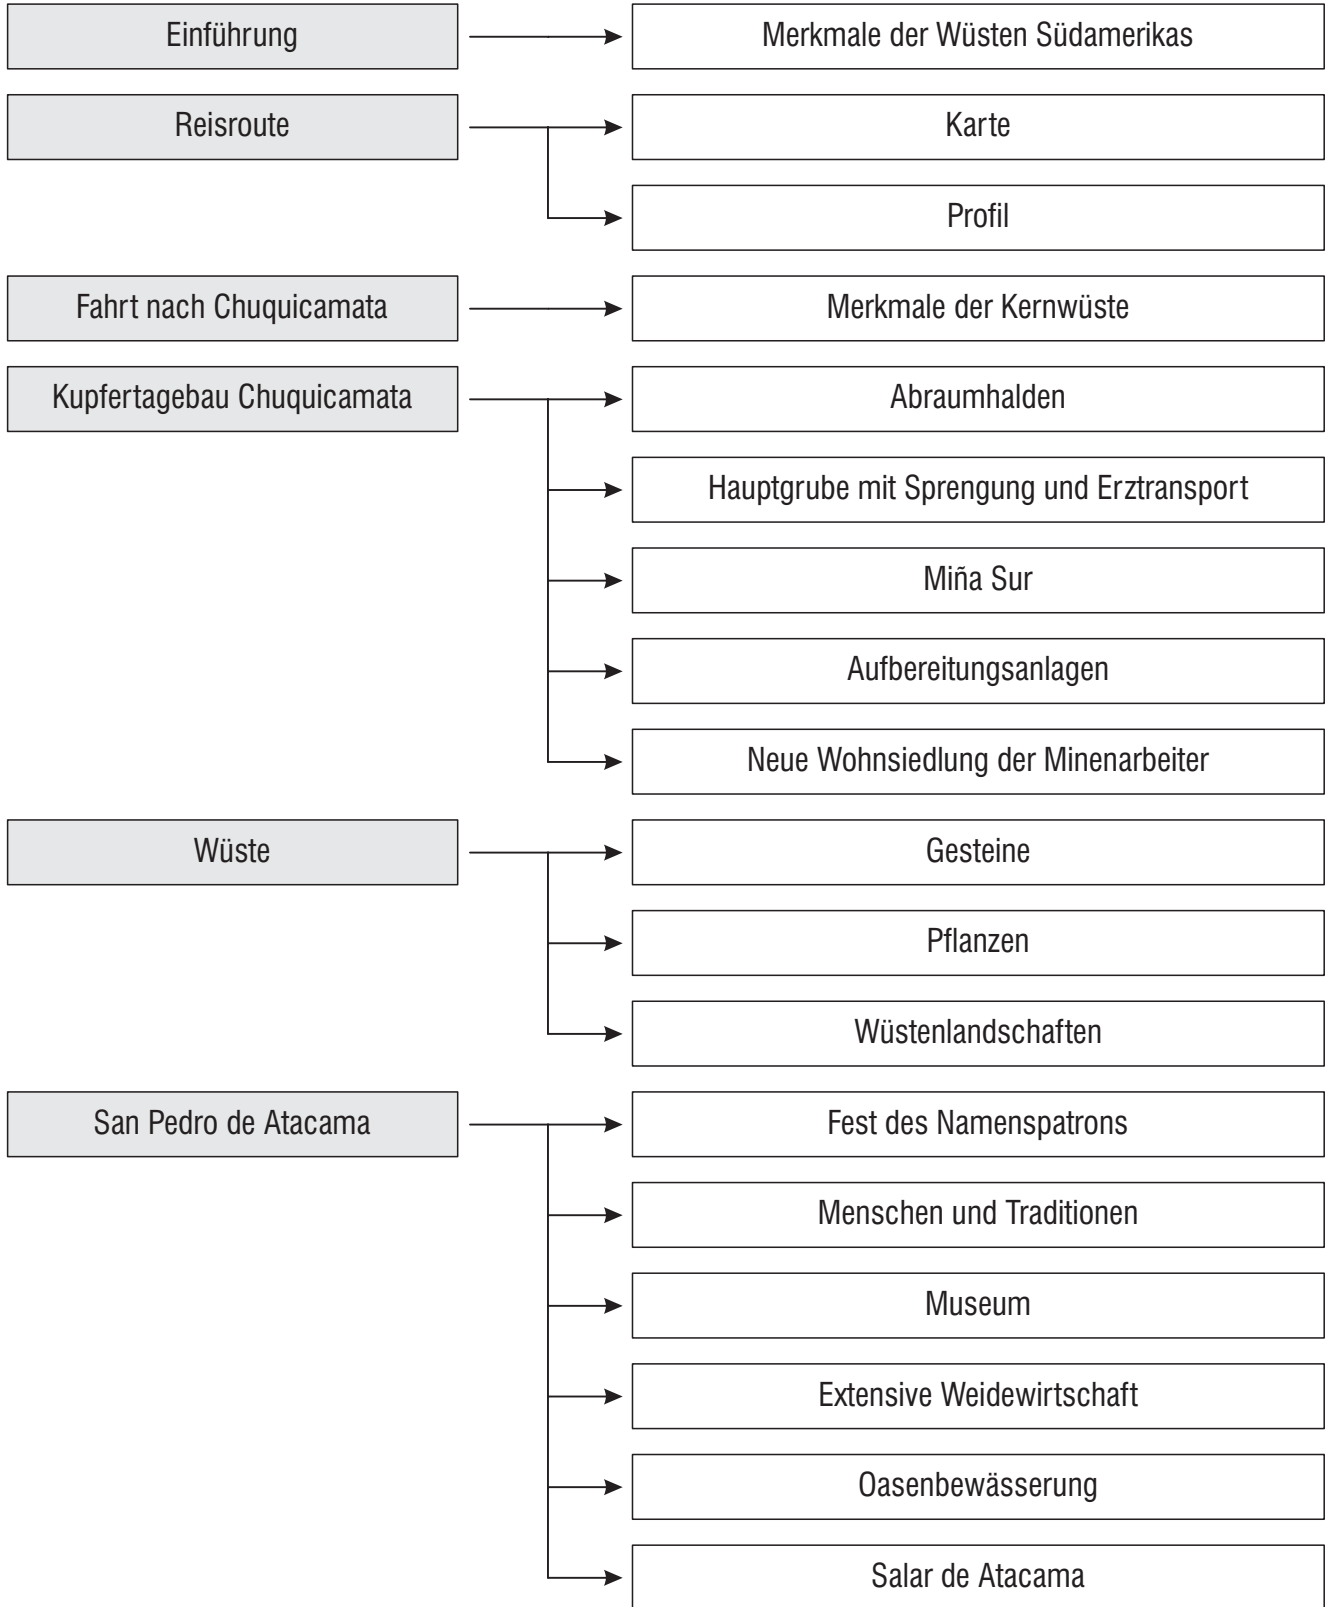 Einführung
Merkmale der Wüsten Südamerikas
Reisroute
Karte
Profil
Fahrt nach Chuquicamata
Merkmale der Kernwüste
Kupfertagebau Chuquicamata
Abraumhalden
Hauptgrube mit Sprengung und Erztransport
Miña Sur
Aufbereitungsanlagen
Neue Wohnsiedlung der Minenarbeiter
Wüste
Gesteine
Pflanzen
Wüstenlandschaften
San Pedro de Atacama
Fest des Namenspatrons
Menschen und Traditionen
Museum
Extensive Weidewirtschaft
Oasenbewässerung
Salar de Atacama